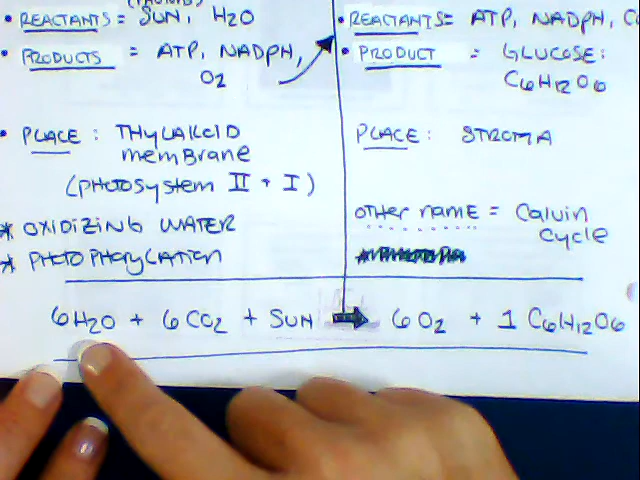 • REACTANTS = SUN, H2O
• PRODUCTS = ATP, NADPH,
O2
• PLACE: THYLAKOID
MEMBRANE
(PHOTOSYSTEM II + I)
* OXIDIZING WATER
* PHOTOPHORYLATION
• REACTANTS= ATP, NADPH,
• PRODUCT = GLUCOSE:
C6H12O6
PLACE: STROMA
OTHER NAME = CALVIN
CYCLE
6H2O + 6CO2 + SUN ➡ 6O2 + 1 C6H12O6